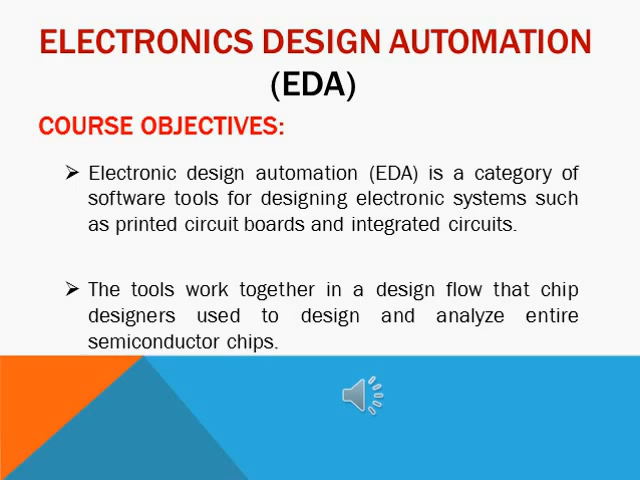 ELECTRONICS DESIGN AUTOMATION
(EDA)
COURSE OBJECTIVES:
➢ Electronic design automation (EDA) is a category of
software tools for designing electronic systems such
as printed circuit boards and integrated circuits.
➢ The tools work together in a design flow that chip
designers used to design and analyze entire
semiconductor chips.